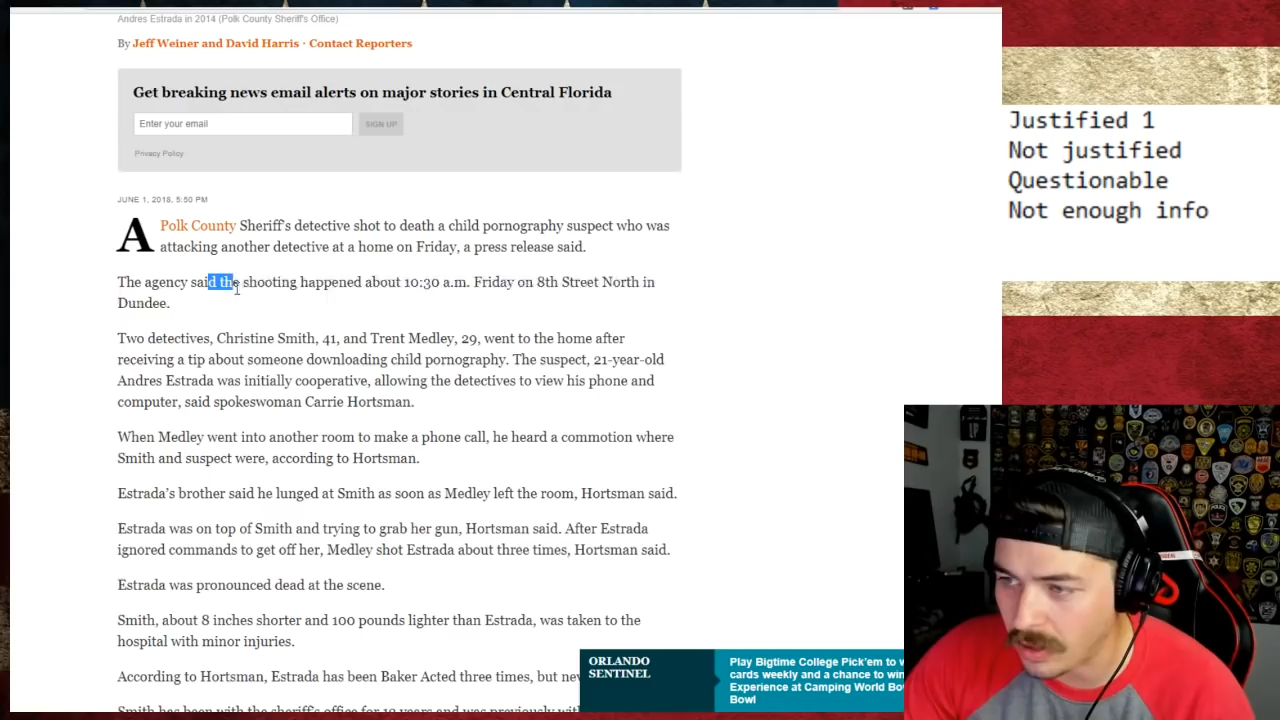 Andres Estrada in 2014 (Polk County Sheriff's Office)
By Jeff Weiner and David Harris · Contact Reporters
Get breaking news email alerts on major stories in Central Florida
Enter your email
SIGN UP
Privacy Policy
JUNE 1, 2018, 5:50 PM
A Polk County Sheriff's detective shot to death a child pornography suspect who was
attacking another detective at a home on Friday, a press release said.
The agency said the shooting happened about 10:30 a.m. Friday on 8th Street North in
Dundee.
Two detectives, Christine Smith, 41, and Trent Medley, 29, went to the home after
receiving a tip about someone downloading child pornography. The suspect, 21-year-old
Andres Estrada was initially cooperative, allowing the detectives to view his phone and
computer, said spokeswoman Carrie Hortsman.
When Medley went into another room to make a phone call, he heard a commotion where
Smith and suspect were, according to Hortsman.
Estrada's brother said he lunged at Smith as soon as Medley left the room, Hortsman said.
Estrada was on top of Smith and trying to grab her gun, Hortsman said. After Estrada
ignored commands to get off her, Medley shot Estrada about three times, Hortsman said.
Estrada was pronounced dead at the scene.
Smith, about 8 inches shorter and 100 pounds lighter than Estrada, was taken to the
hospital with minor injuries.
According to Hortsman, Estrada has been Baker Acted three times, but
Smith has been with the sheriff's office for 12 years and was previously
ORLANDO
SENTINEL
Play Bigtime College Pick'em to
cards weekly and a chance to
Experience at Camping World
Bowl
Justified 1
Not justified
Questionable
Not enough info